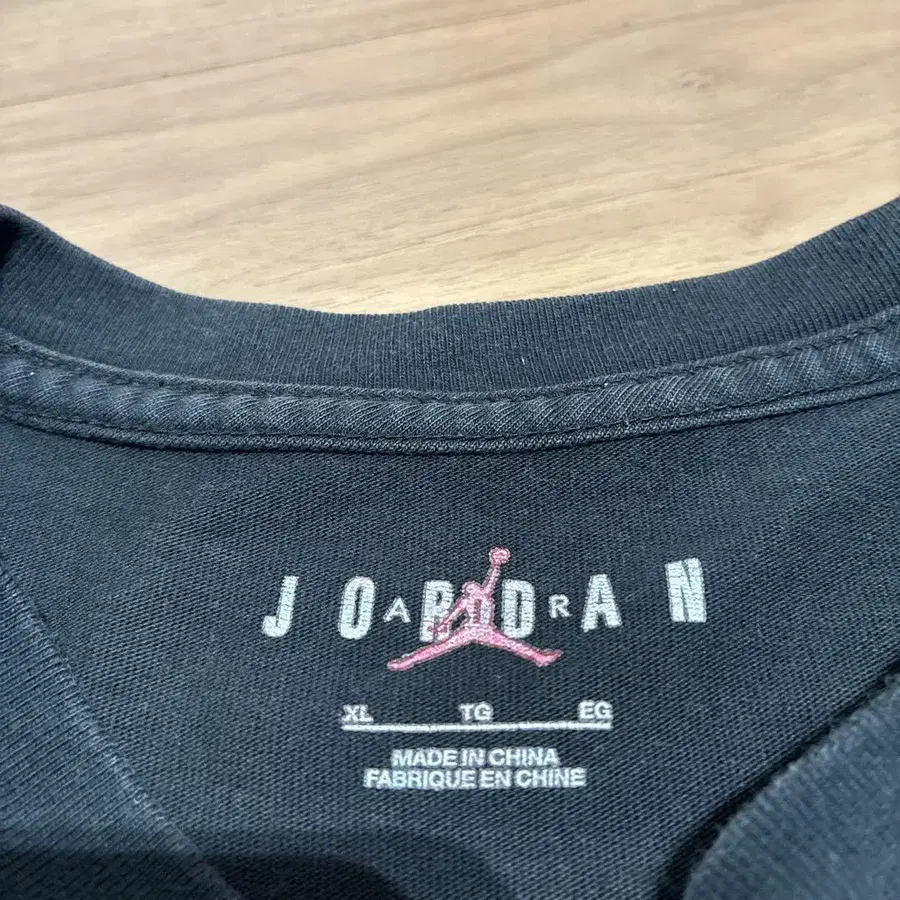 JORDAN
AIR
XL TG EG
MADE IN CHINA
FABRIQUE EN CHINE